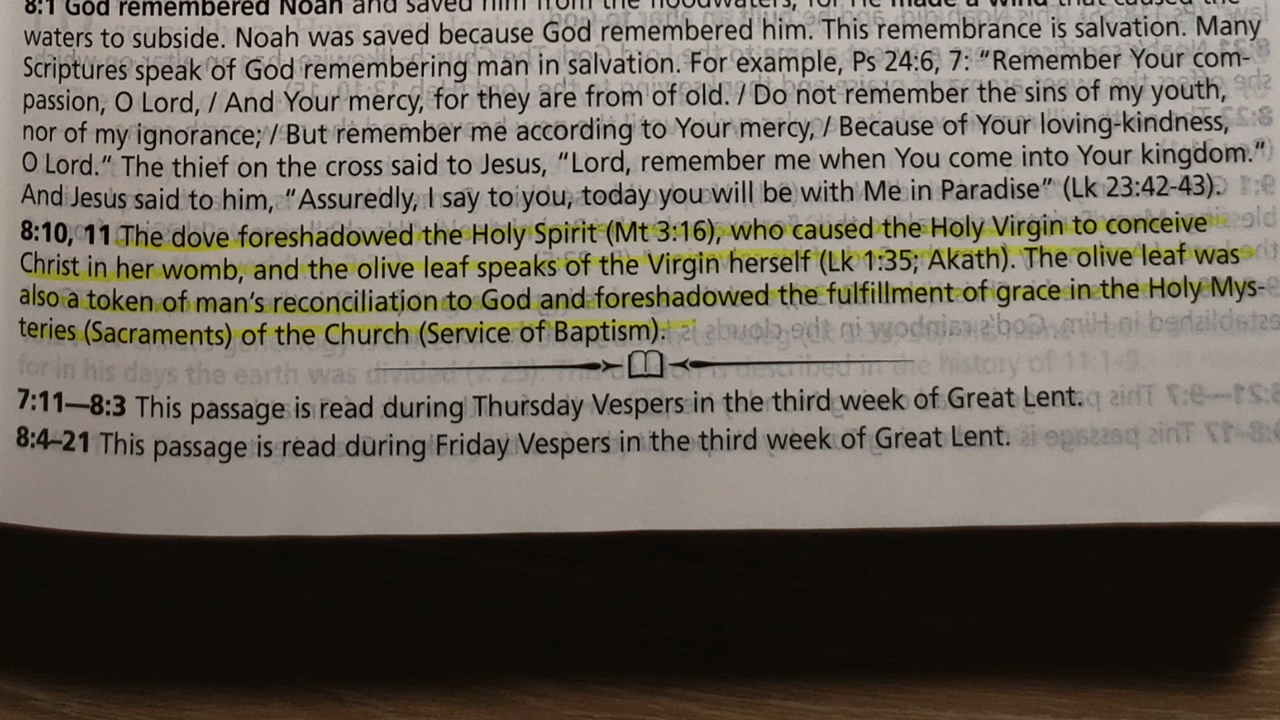 8:1 God remembered Noah and saved him from the floodwaters, for He made a wind that caused the
waters to subside. Noah was saved because God remembered him. This remembrance is salvation. Many
Scriptures speak of God remembering man in salvation. For example, Ps 24:6, 7: “Remember Your com-
passion, O Lord, / And Your mercy, for they are from of old. / Do not remember the sins of my youth,
nor of my ignorance; / But remember me according to Your mercy, / Because of Your loving-kindness,
O Lord.” The thief on the cross said to Jesus, “Lord, remember me when You come into Your kingdom.”
And Jesus said to him, “Assuredly, I say to you, today you will be with Me in Paradise” (Lk 23:42-43).
8:10, 11 The dove foreshadowed the Holy Spirit (Mt 3:16), who caused the Holy Virgin to conceive
Christ in her womb, and the olive leaf speaks of the Virgin herself (Lk 1:35; Akath). The olive leaf was
also a token of man’s reconciliation to God and foreshadowed the fulfillment of grace in the Holy Mys-
teries (Sacraments) of the Church (Service of Baptism).
7:11—8:3 This passage is read during Thursday Vespers in the third week of Great Lent.
8:4–21 This passage is read during Friday Vespers in the third week of Great Lent.